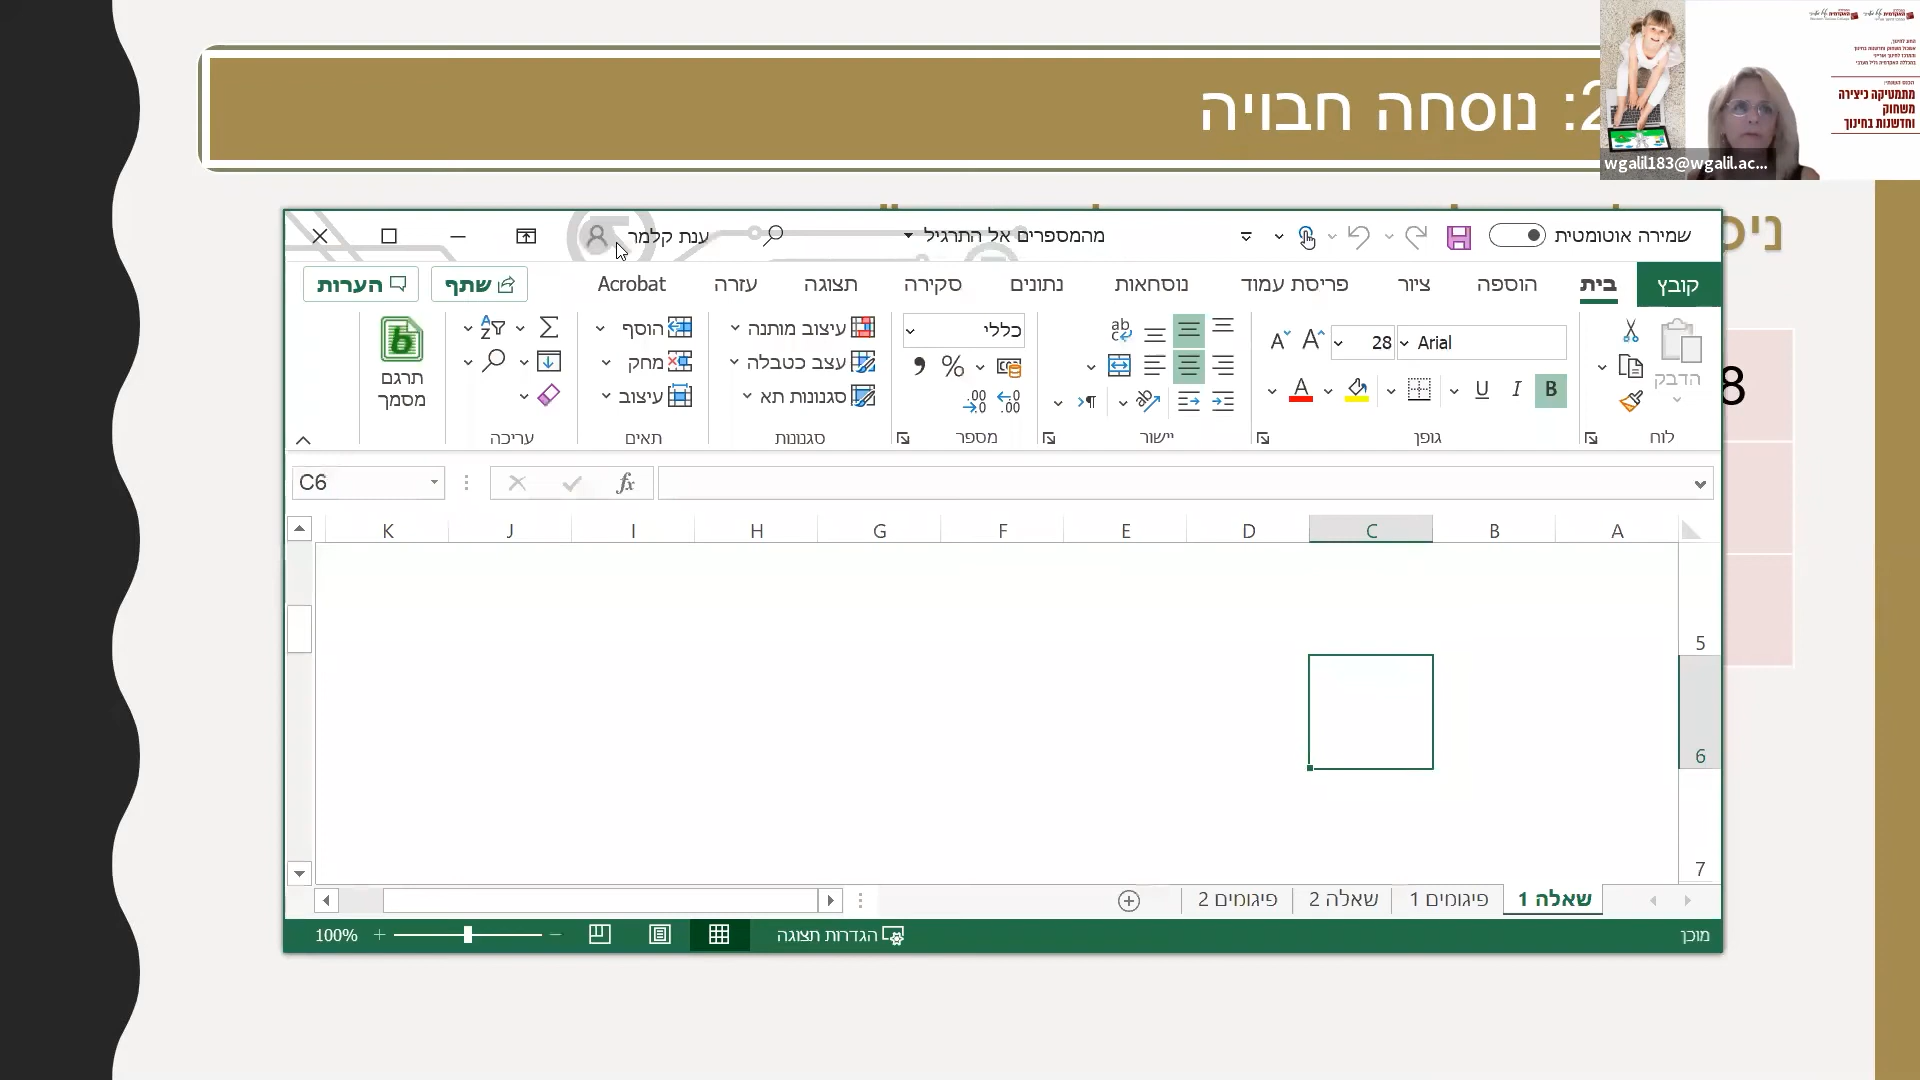 2: נוסחה חבויה
מתמטיקה כיצירה
משחוק
וחדשנות בחינוך
wgalil183@wgalil.ac...
ניס
8
שמירה אוטומטית
מהמספרים אל התרגיל
ענת קלמר
קובץ
בית
הוספה
ציור
פריסת עמוד
נוסחאות
נתונים
סקירה
תצוגה
עזרה
Acrobat
שתף
הערות
הדבק
Arial
28
B I U
כללי
עיצוב מותנה
עצב כטבלה
סגנונות תא
הוסף
מחק
עיצוב
תרגם
מסמך
לוח
גופן
יישור
מספר
סגנונות
תאים
עריכה
C6
fx
A B C D E F G H I J K
5
6
7
שאלה 1
פיגומים 1
שאלה 2
פיגומים 2
מוכן
הגדרות תצוגה
100%